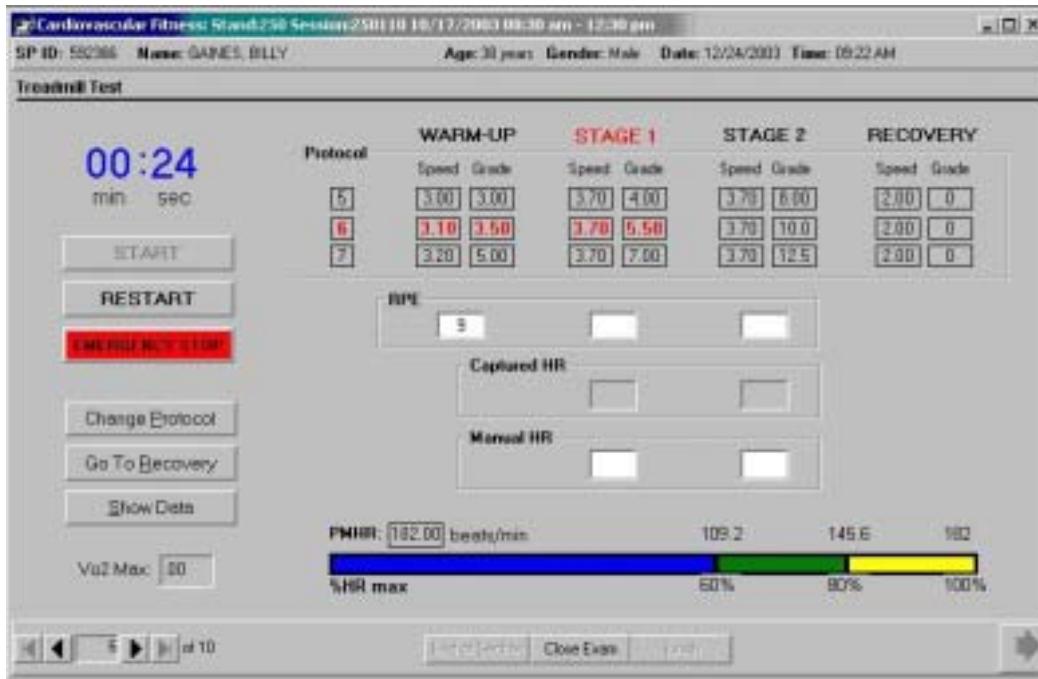 Cardiovascular Fitness: Stand:250 Session:250110 10/17/2003 08:30 am - 12:30 pm
SP ID: 592366 Name: GAINES, BILLY Age: 38 years Gender: Male Date: 12/24/2003 Time: 09:22 AM
Treadmill Test
WARM-UP STAGE 1 STAGE 2 RECOVERY
Protocol Speed Grade Speed Grade Speed Grade Speed Grade
00:24
min sec
5 3.00 3.00 3.70 4.00 3.70 8.00 2.00 0
6 3.10 3.50 3.70 5.50 3.70 10.0 2.00 0
7 3.20 5.00 3.70 7.00 3.70 12.5 2.00 0
START
RESTART
EMERGENCY STOP
RPE
9
Captured HR
Manual HR
Change Protocol
Go To Recovery
Show Data
PMHR: 182.00 beats/min 109.2 145.6 182
%HR max 60% 80% 100%
Vo2 Max: .00
6 of 10
Close Exam Finish